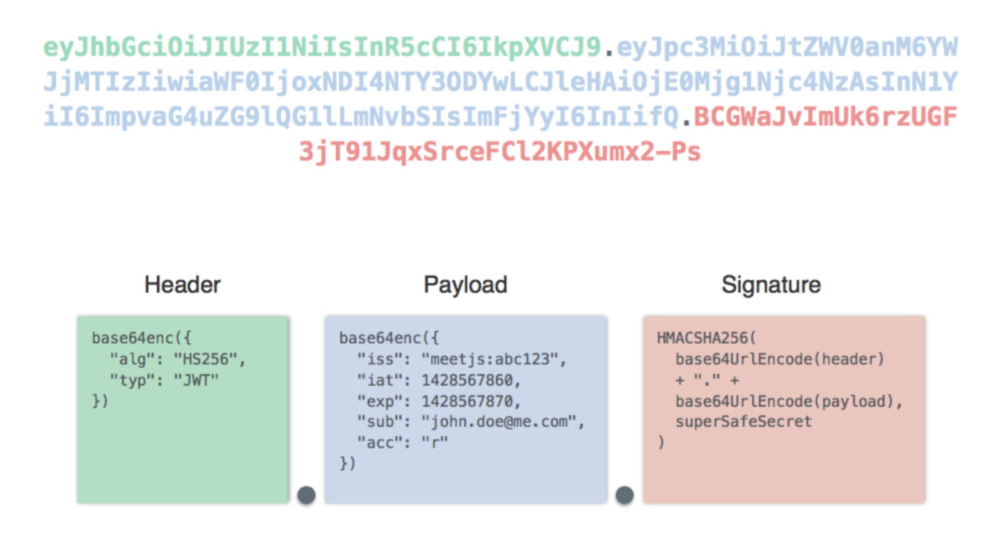 eyJhbGciOiJIUzI1NiIsInR5cCI6IkpXVCJ9.eyJpc3MiOiJtZWV0anM6YW
JjMTIzIiwiaWF0IjoxNDI4NTY3ODYwLCJleHAiOjE0Mjg1Njc4NzAsInN1Y
iI6ImpvaG4uZG9lQG1lLmNvbSIsImFjYyI6InIifQ.BCGWaJvImUk6rzUGF
3jT91JqxSrceFCl2KPXumx2-Ps
Header
base64enc({
  "alg": "HS256",
  "typ": "JWT"
})
Payload
base64enc({
  "iss": "meetjs:abc123",
  "iat": 1428567860,
  "exp": 1428567870,
  "sub": "john.doe@me.com",
  "acc": "r"
})
Signature
HMACSHA256(
  base64UrlEncode(header)
  + "." +
  base64UrlEncode(payload),
  superSafeSecret
)